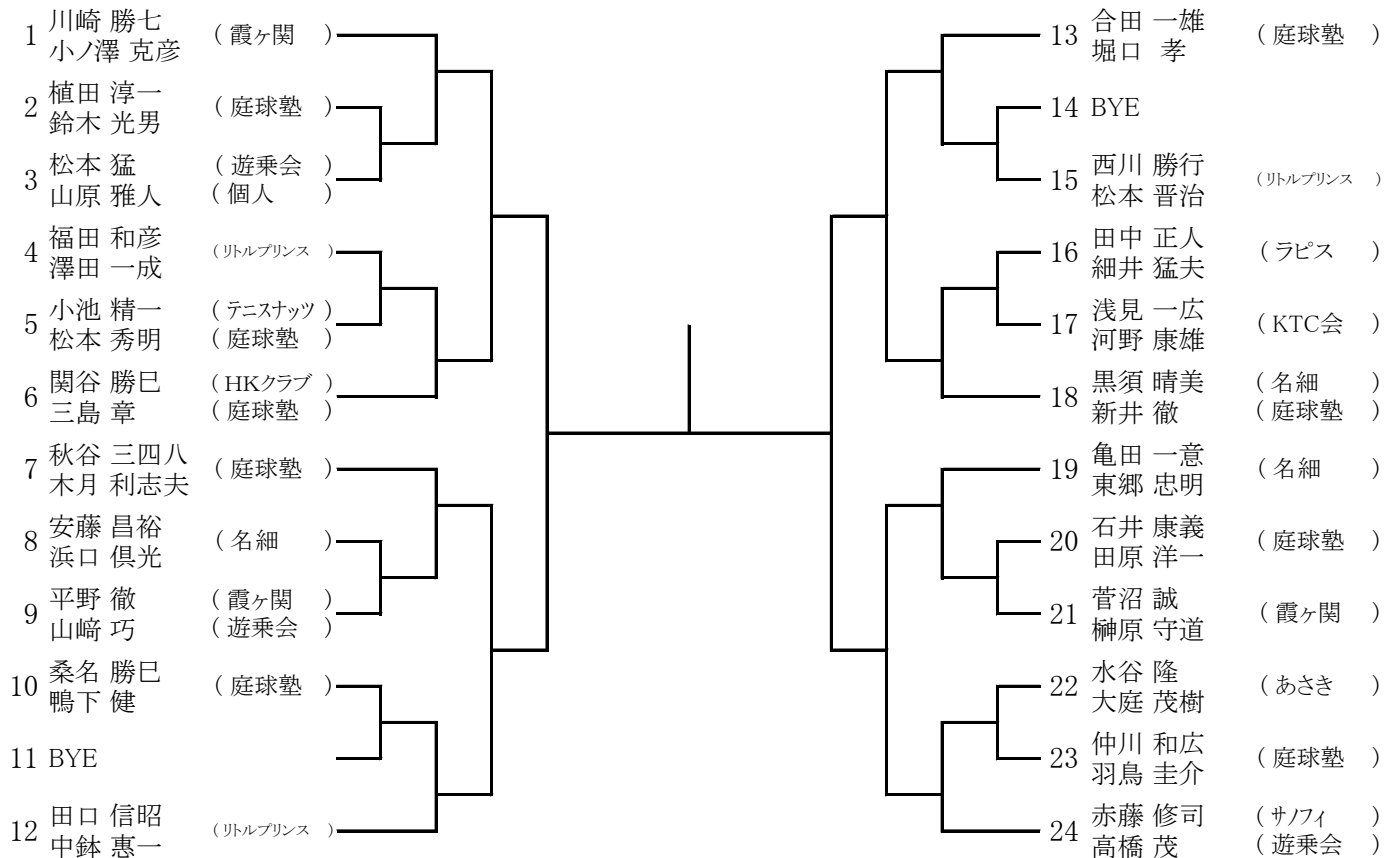 1 川崎 勝七 ( 霞ヶ関 )
小ノ澤 克彦
2 植田 淳一 ( 庭球塾 )
鈴木 光男
3 松本 猛 ( 遊乗会 )
山原 雅人 ( 個人 )
4 福田 和彦 ( リトルプリンス )
澤田 一成
5 小池 精一 ( テニスナッツ )
松本 秀明 ( 庭球塾 )
6 関谷 勝巳 ( HKクラブ )
三島 章 ( 庭球塾 )
7 秋谷 三四八 ( 庭球塾 )
木月 利志夫
8 安藤 昌裕 ( 名細 )
浜口 倶光
9 平野 徹 ( 霞ヶ関 )
山﨑 巧 ( 遊乗会 )
10 桑名 勝巳 ( 庭球塾 )
鴨下 健
11 BYE
12 田口 信昭 ( リトルプリンス )
中鉢 惠一
13 合田 一雄 ( 庭球塾 )
堀口 孝
14 BYE
15 西川 勝行 ( リトルプリンス )
松本 晋治
16 田中 正人 ( ラピス )
細井 猛夫
17 浅見 一広 ( KTC会 )
河野 康雄
18 黒須 晴美 ( 名細 )
新井 徹 ( 庭球塾 )
19 亀田 一意 ( 名細 )
東郷 忠明
20 石井 康義 ( 庭球塾 )
田原 洋一
21 菅沼 誠 ( 霞ヶ関 )
榊原 守道
22 水谷 隆 ( あさき )
大庭 茂樹
23 仲川 和広 ( 庭球塾 )
羽鳥 圭介
24 赤藤 修司 ( サノフィ )
高橋 茂 ( 遊乗会 )